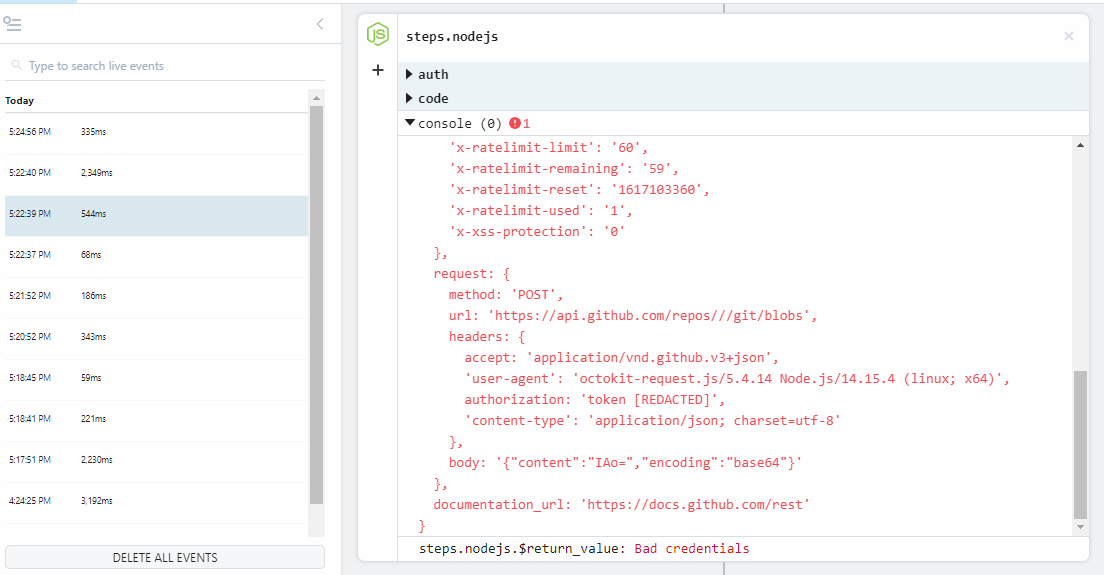 Type to search live events
Today
5:24:56 PM 335ms
5:22:40 PM 2,349ms
5:22:39 PM 544ms
5:22:37 PM 68ms
5:21:52 PM 186ms
5:20:52 PM 343ms
5:18:45 PM 59ms
5:18:41 PM 221ms
5:17:51 PM 2,230ms
4:24:25 PM 3,192ms
DELETE ALL EVENTS
JS steps.nodejs ×
+
auth
code
console (0) ! 1
'x-ratelimit-limit': '60',
'x-ratelimit-remaining': '59',
'x-ratelimit-reset': '1617103360',
'x-ratelimit-used': '1',
'x-xss-protection': '0'
},
request: {
method: 'POST',
url: 'https://api.github.com/repos///git/blobs',
headers: {
accept: 'application/vnd.github.v3+json',
'user-agent': 'octokit-request.js/5.4.14 Node.js/14.15.4 (linux; x64)',
authorization: 'token [REDACTED]',
'content-type': 'application/json; charset=utf-8'
},
body: '{"content":"IAo=","encoding":"base64"}'
},
documentation_url: 'https://docs.github.com/rest'
}
steps.nodejs.$return_value: Bad credentials